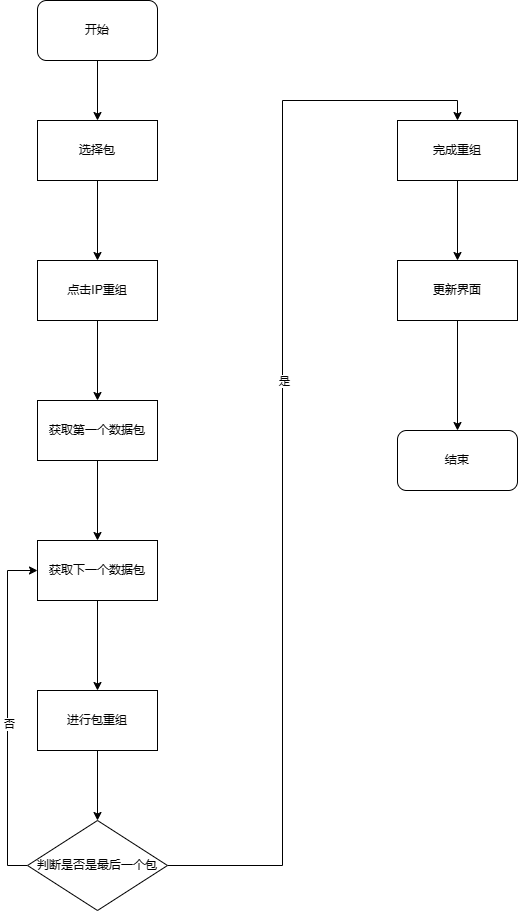 开始
选择包
点击IP重组
获取第一个数据包
获取下一个数据包
否
进行包重组
判断是否是最后一个包
是
完成重组
更新界面
结束